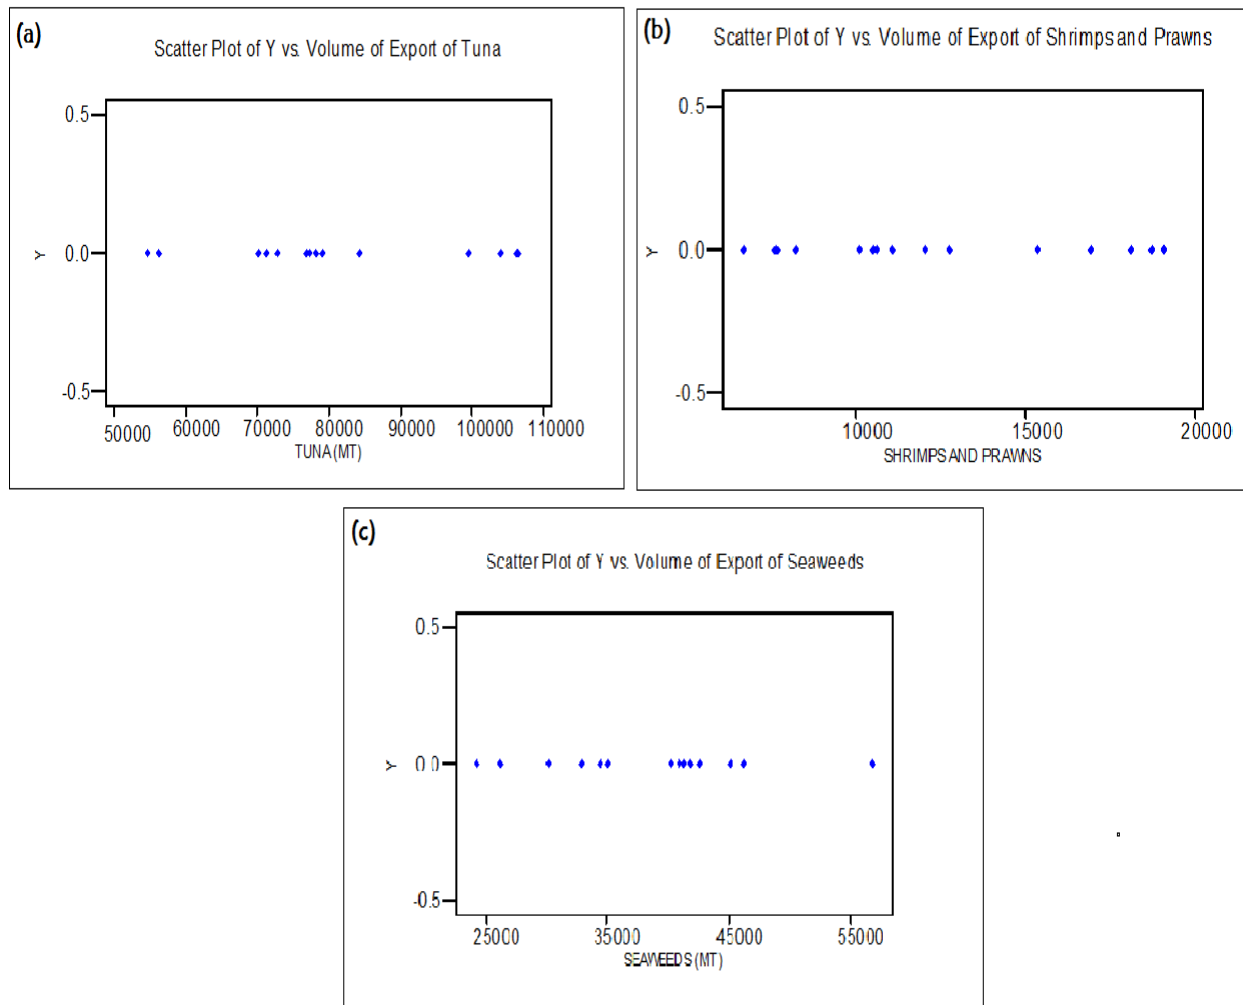 (a)
Scatter Plot of Y vs. Volume of Export of Tuna
0.5
Y
0.0
-0.5
50000 60000 70000 80000 90000 100000 110000
TUNA (MT)
(b)
Scatter Plot of Y vs. Volume of Export of Shrimps and Prawns
0.5
Y
0.0
-0.5
10000 15000 20000
SHRIMPS AND PRAWNS
(c)
Scatter Plot of Y vs. Volume of Export of Seaweeds
0.5
Y
0.0
-0.5
25000 35000 45000 55000
SEAWEEDS (MT)